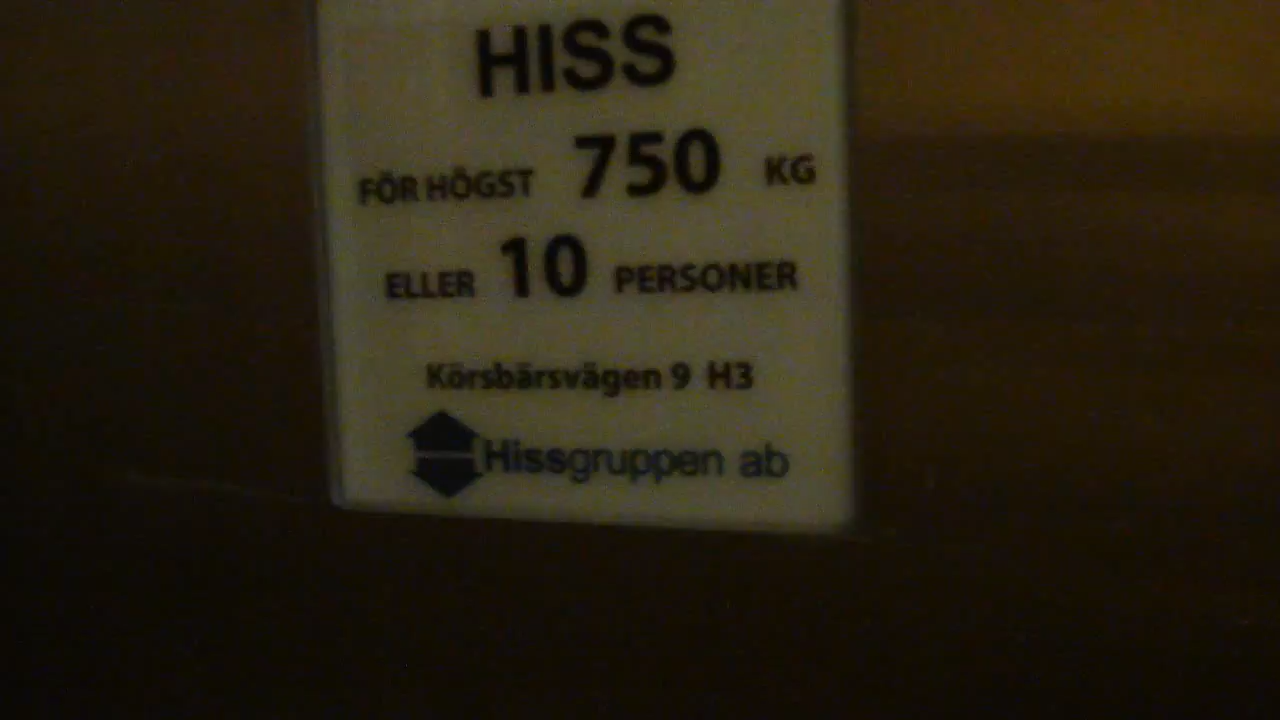 HISS
FÖR HÖGST 750 KG
ELLER 10 PERSONER
Körsbärsvägen 9 H3
Hissgruppen ab